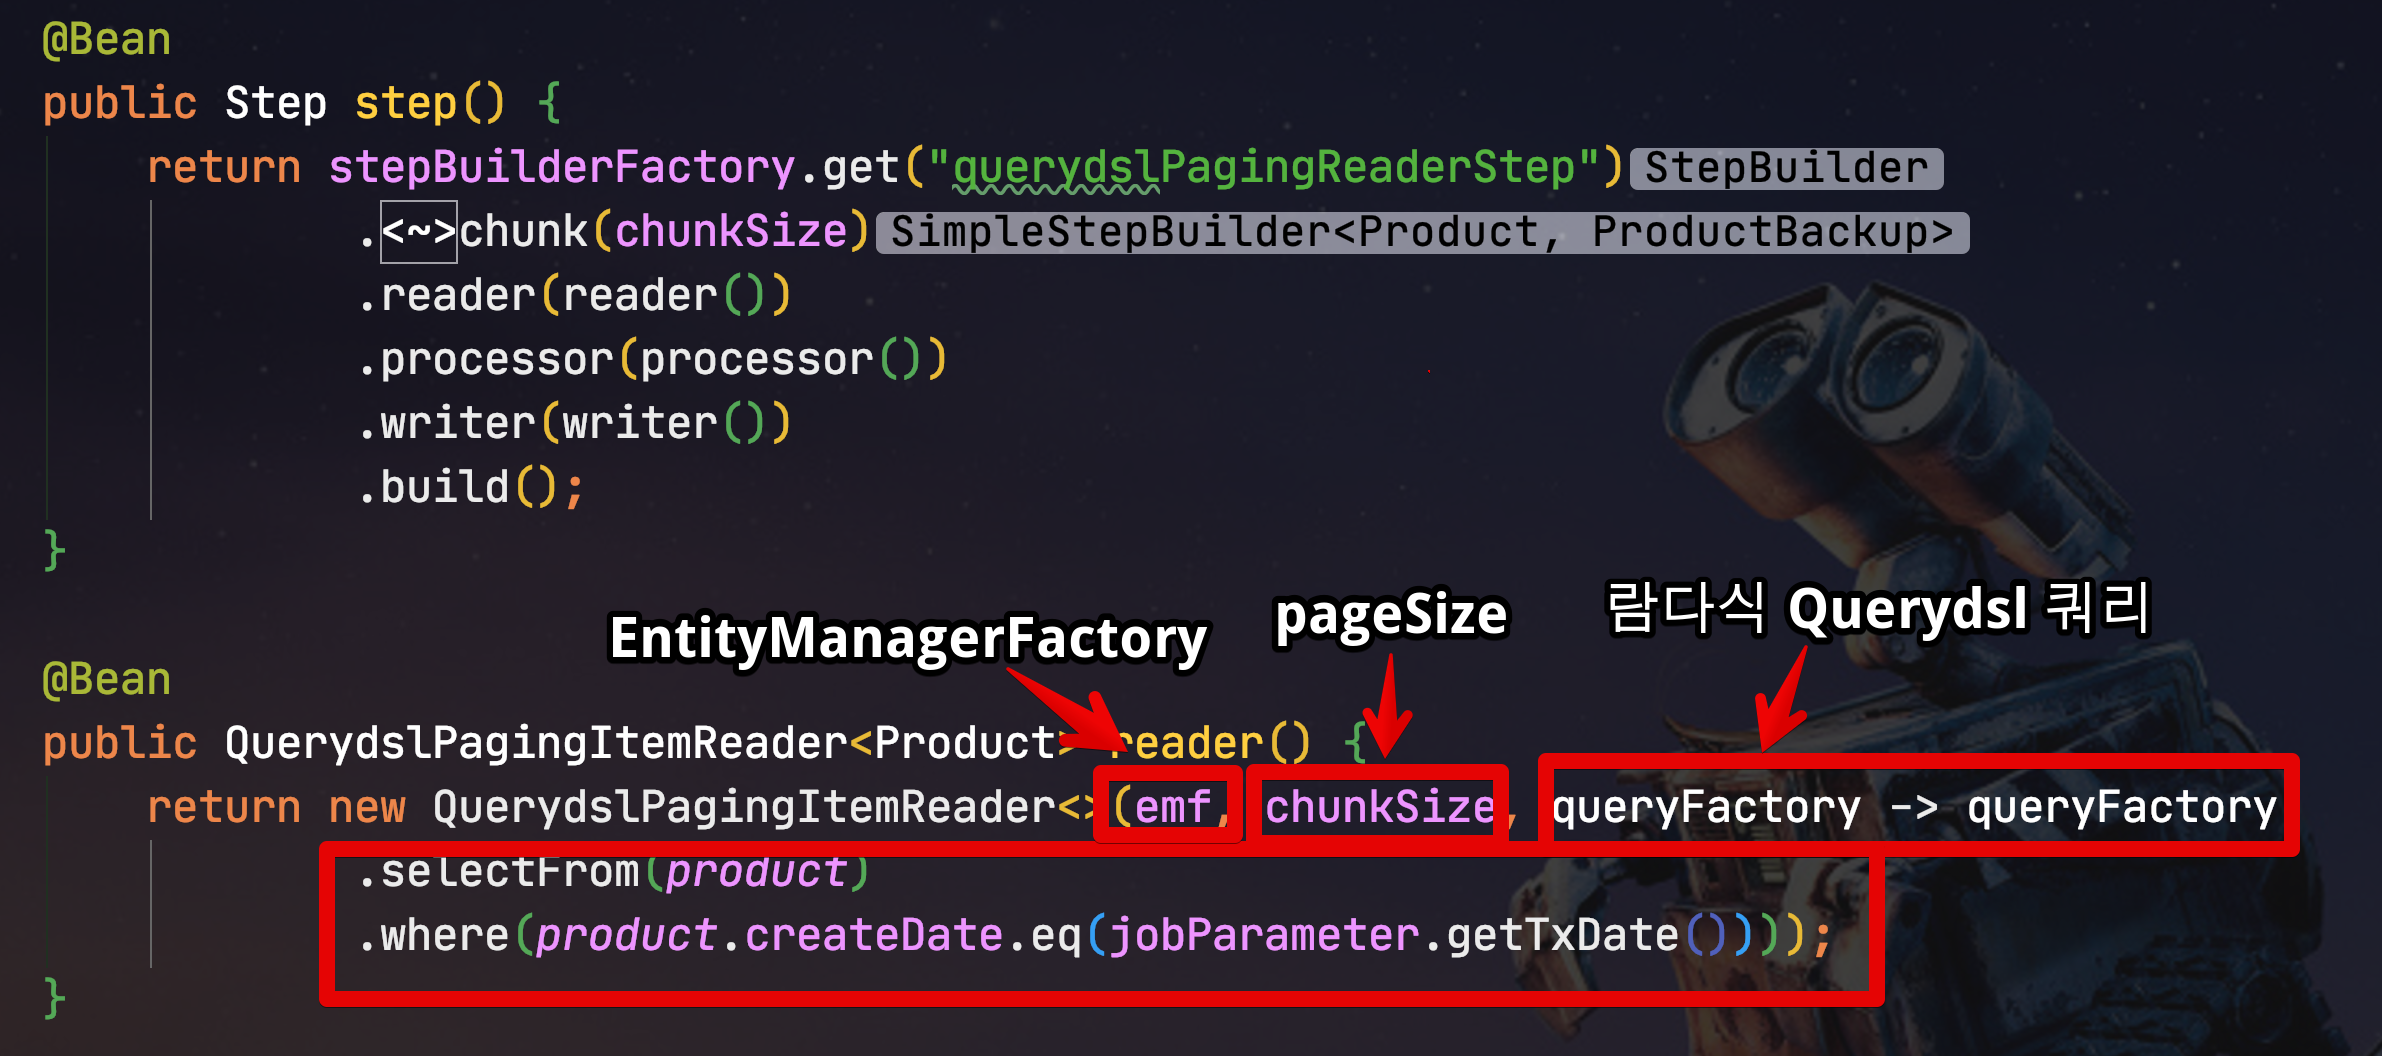 @Bean
public Step step() {
return stepBuilderFactory.get("querydslPagingReaderStep") StepBuilder
.<~>chunk(chunkSize) SimpleStepBuilder<Product, ProductBackup>
.reader(reader())
.processor(processor())
.writer(writer())
.build();
}
EntityManagerFactory
pageSize
람다식 Querydsl 쿼리
@Bean
public QuerydslPagingItemReader<Product> reader() {
return new QuerydslPagingItemReader<>(emf, chunkSize, queryFactory -> queryFactory
.selectFrom(product)
.where(product.createDate.eq(jobParameter.getTxDate())));
}